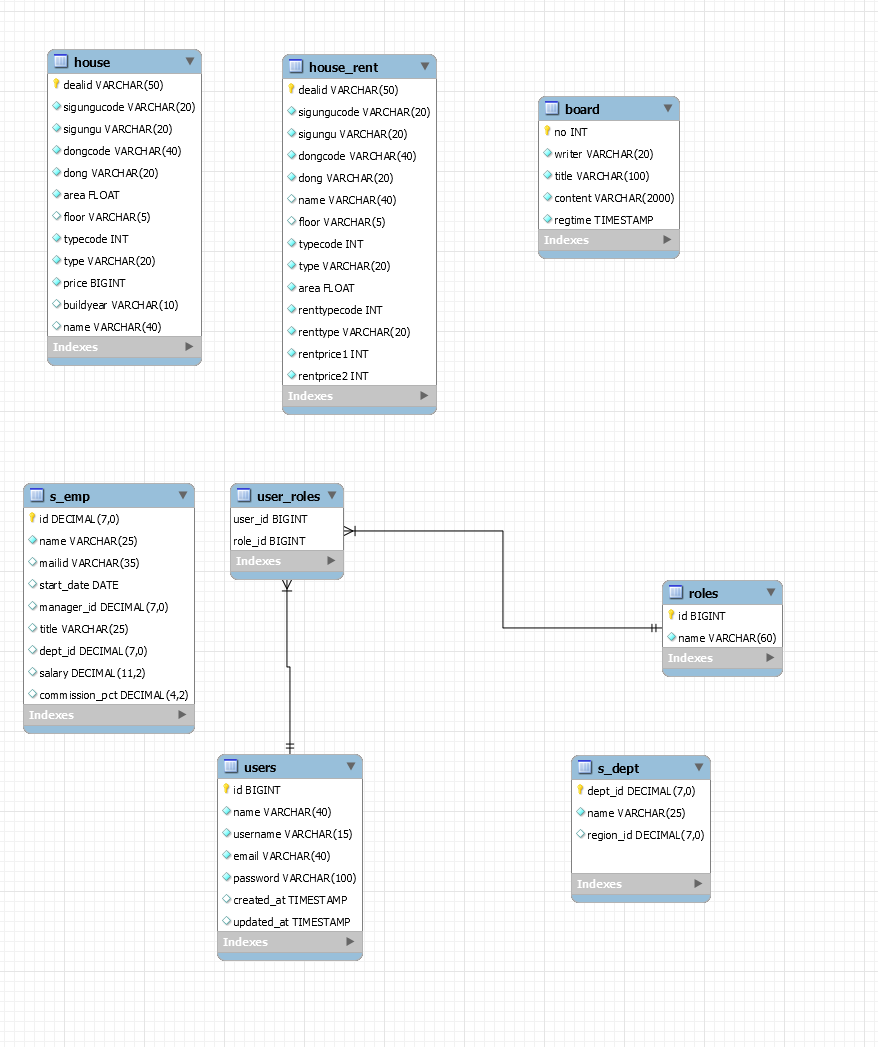 house
dealid VARCHAR(50)
sigungucode VARCHAR(20)
sigungu VARCHAR(20)
dongcode VARCHAR(40)
dong VARCHAR(20)
area FLOAT
floor VARCHAR(5)
typecode INT
type VARCHAR(20)
price BIGINT
buildyear VARCHAR(10)
name VARCHAR(40)
Indexes
house_rent
dealid VARCHAR(50)
sigungucode VARCHAR(20)
sigungu VARCHAR(20)
dongcode VARCHAR(40)
dong VARCHAR(20)
name VARCHAR(40)
floor VARCHAR(5)
typecode INT
type VARCHAR(20)
area FLOAT
renttypecode INT
renttype VARCHAR(20)
rentprice1 INT
rentprice2 INT
Indexes
board
no INT
writer VARCHAR(20)
title VARCHAR(100)
content VARCHAR(2000)
regtime TIMESTAMP
Indexes
s_emp
id DECIMAL(7,0)
name VARCHAR(25)
mailid VARCHAR(35)
start_date DATE
manager_id DECIMAL(7,0)
title VARCHAR(25)
dept_id DECIMAL(7,0)
salary DECIMAL(11,2)
commission_pct DECIMAL(4,2)
Indexes
user_roles
user_id BIGINT
role_id BIGINT
Indexes
roles
id BIGINT
name VARCHAR(60)
Indexes
users
id BIGINT
name VARCHAR(40)
username VARCHAR(15)
email VARCHAR(40)
password VARCHAR(100)
created_at TIMESTAMP
updated_at TIMESTAMP
Indexes
s_dept
dept_id DECIMAL(7,0)
name VARCHAR(25)
region_id DECIMAL(7,0)
Indexes